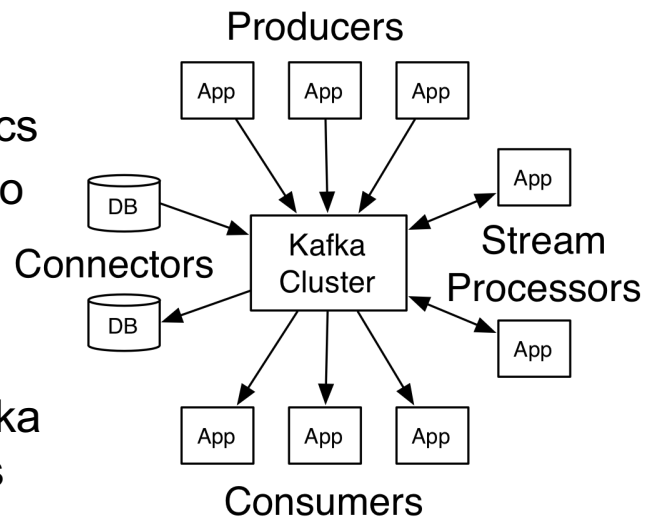 Producers
App
App
App
cs
o
App
DB
Kafka
Cluster
Stream
Processors
Connectors
DB
App
ka
s
App
App
App
Consumers